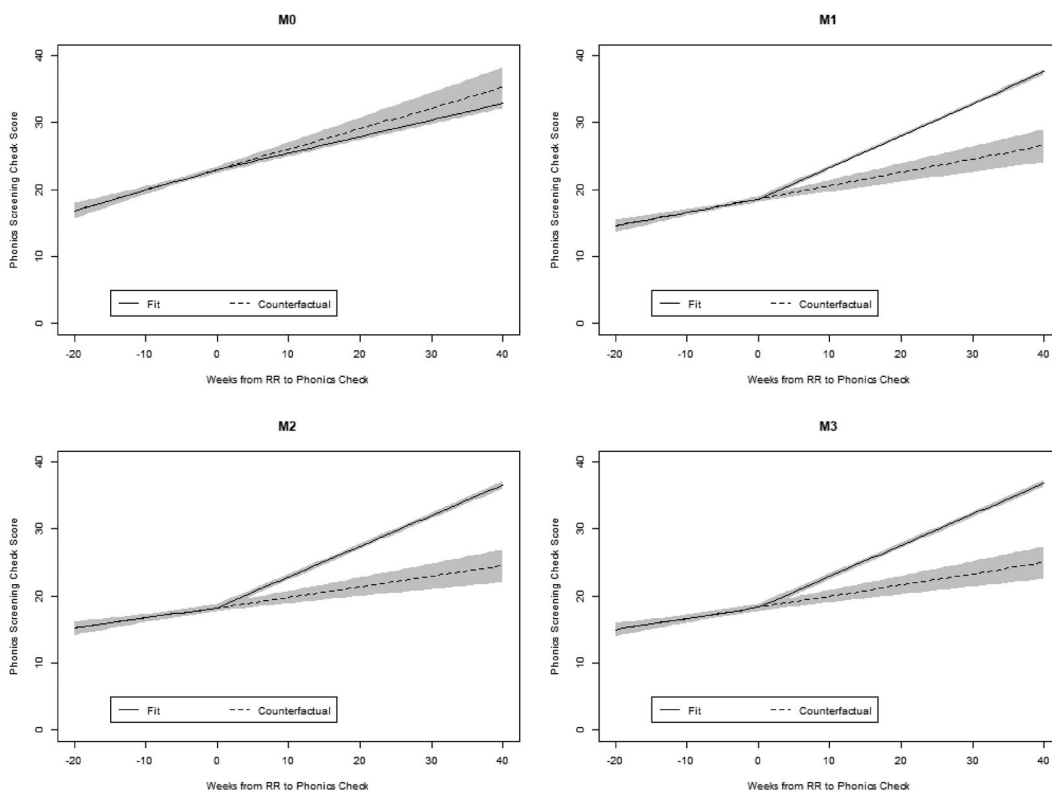 M0
Phonics Screening Check Score
40
30
20
10
0
Fit
Counterfactual
-20 -10 0 10 20 30 40
Weeks from RR to Phonics Check
M1
Phonics Screening Check Score
40
30
20
10
0
Fit
Counterfactual
-20 -10 0 10 20 30 40
Weeks from RR to Phonics Check
M2
Phonics Screening Check Score
40
30
20
10
0
Fit
Counterfactual
-20 -10 0 10 20 30 40
Weeks from RR to Phonics Check
M3
Phonics Screening Check Score
40
30
20
10
0
Fit
Counterfactual
-20 -10 0 10 20 30 40
Weeks from RR to Phonics Check